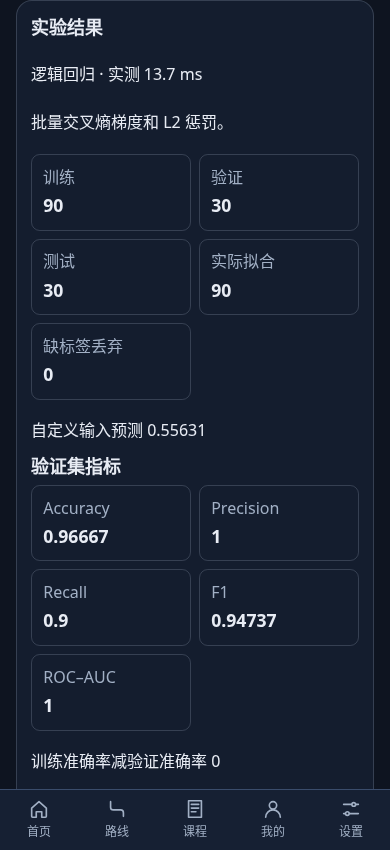 实验结果
逻辑回归 · 实测 13.7 ms
批量交叉熵梯度和 L2 惩罚。
训练 验证
90 30
测试 实际拟合
30 90
缺标签丢弃
0
自定义输入预测 0.55631
验证集指标
Accuracy Precision
0.96667 1
Recall F1
0.9 0.94737
ROC–AUC
1
训练准确率减验证准确率 0
首页 路线 课程 我的 设置